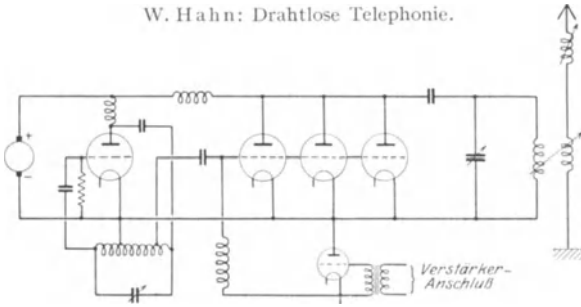 W. Hahn: Drahtlose Telephonie.
+
−
Verstärker-
Anschluß